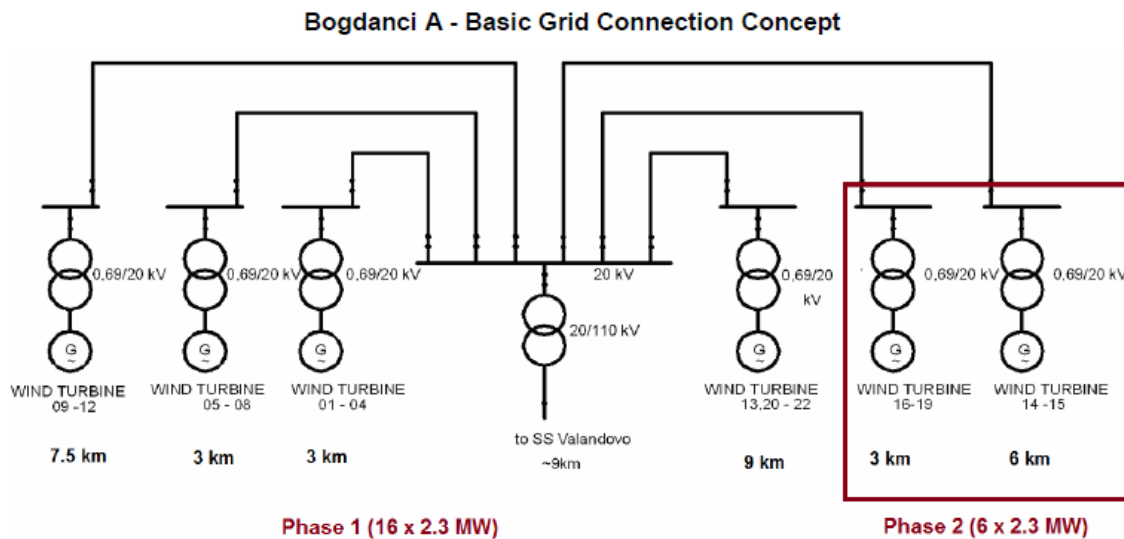 Bogdanci A - Basic Grid Connection Concept
0,69/20 kV
0,69/20 kV
0,69/20 kV
20 kV
0,69/20
kV
0,69/20 kV
0,69/20 kV
20/110 kV
G
~
G
~
G
~
G
~
G
~
G
~
WIND TURBINE
09 -12
WIND TURBINE
05 - 08
WIND TURBINE
01 - 04
WIND TURBINE
13,20 - 22
WIND TURBINE
16-19
WIND TURBINE
14 -15
to SS Valandovo
~9km
7.5 km
3 km
3 km
9 km
3 km
6 km
Phase 1 (16 x 2.3 MW)
Phase 2 (6 x 2.3 MW)